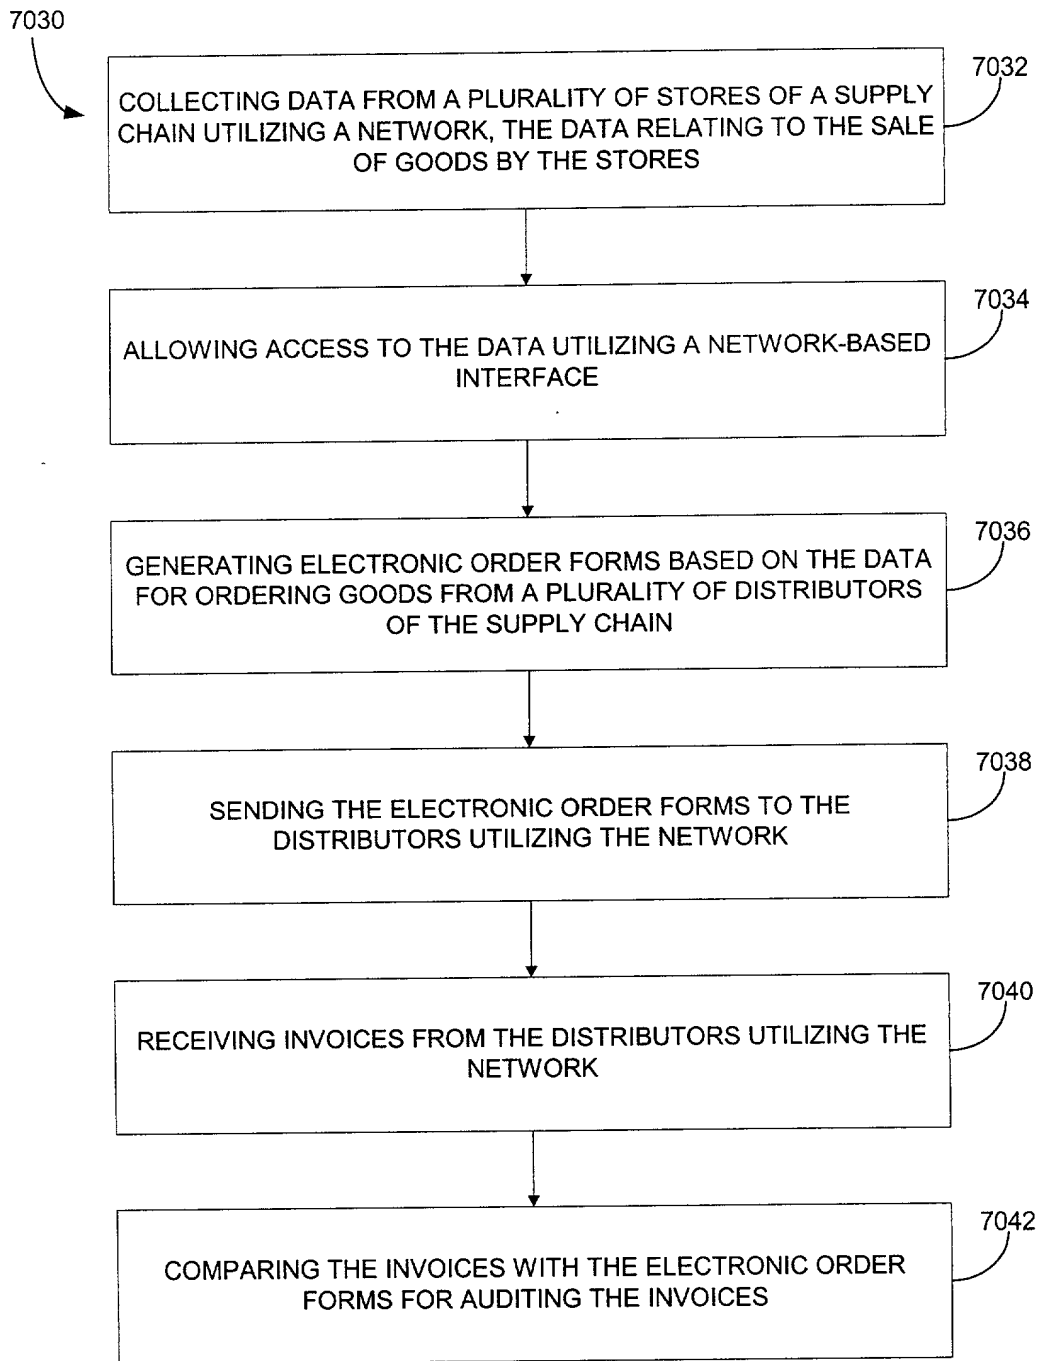 7030
7032
COLLECTING DATA FROM A PLURALITY OF STORES OF A SUPPLY
CHAIN UTILIZING A NETWORK, THE DATA RELATING TO THE SALE
OF GOODS BY THE STORES
7034
ALLOWING ACCESS TO THE DATA UTILIZING A NETWORK-BASED
INTERFACE
7036
GENERATING ELECTRONIC ORDER FORMS BASED ON THE DATA
FOR ORDERING GOODS FROM A PLURALITY OF DISTRIBUTORS
OF THE SUPPLY CHAIN
7038
SENDING THE ELECTRONIC ORDER FORMS TO THE
DISTRIBUTORS UTILIZING THE NETWORK
7040
RECEIVING INVOICES FROM THE DISTRIBUTORS UTILIZING THE
NETWORK
7042
COMPARING THE INVOICES WITH THE ELECTRONIC ORDER
FORMS FOR AUDITING THE INVOICES